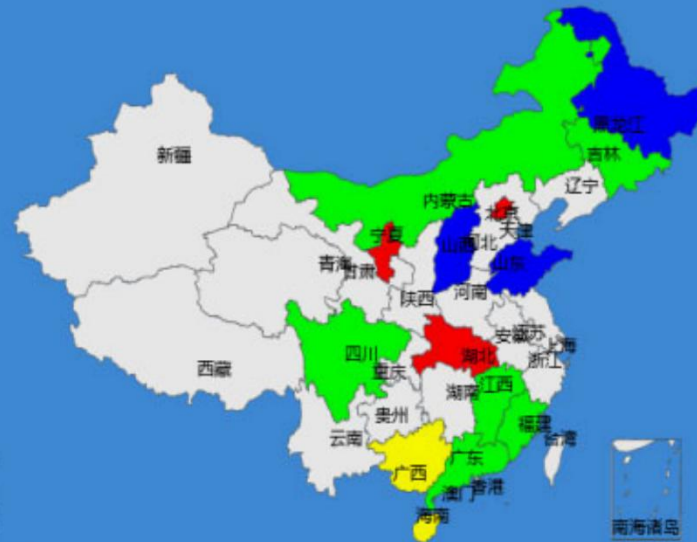 黑龙江
吉林
新疆
辽宁
内蒙古
北京
天津
宁夏
山西
河北
青海
甘肃
山东
陕西
河南
安徽
江苏
上海
四川
湖北
浙江
西藏
重庆
湖南
江西
贵州
福建
云南
台湾
广东
广西
澳门
香港
海南
南海诸岛